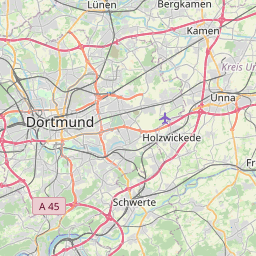 Lünen
Bergkamen
Kamen
Kreis Un
Unna
Dortmund
Holzwickede
Fr
A 45
Schwerte